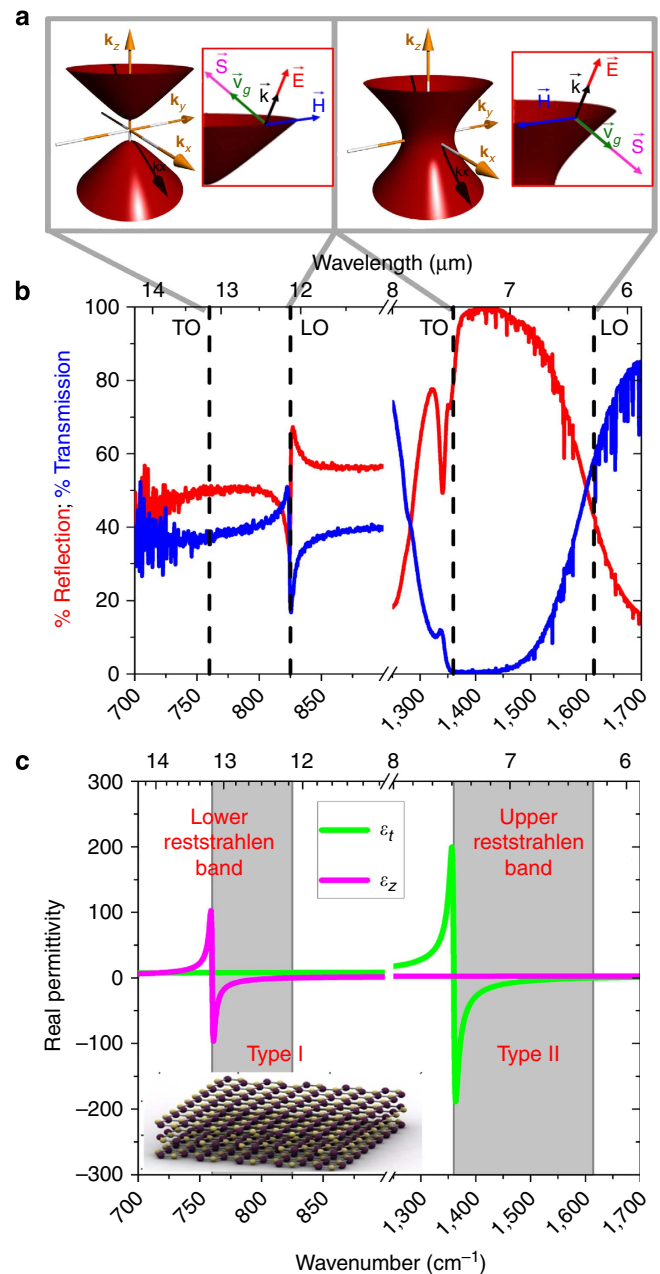 a
k_z
k_y
k_x
kx
S
v_g
k
E
H
k_z
k_y
k_x
kx
H
k
E
v_g
S
Wavelength (μm)
b
14 13 12 8 7 6
TO LO TO LO
% Reflection; % Transmission
100
80
60
40
20
0
700 750 800 850 1,300 1,400 1,500 1,600 1,700
c
14 13 12 8 7 6
Real permittivity
300
200
100
0
−100
−200
−300
Lower
reststrahlen
band
ε_t
ε_z
Upper
reststrahlen
band
Type I
Type II
700 750 800 850 1,300 1,400 1,500 1,600 1,700
Wavenumber (cm⁻¹)